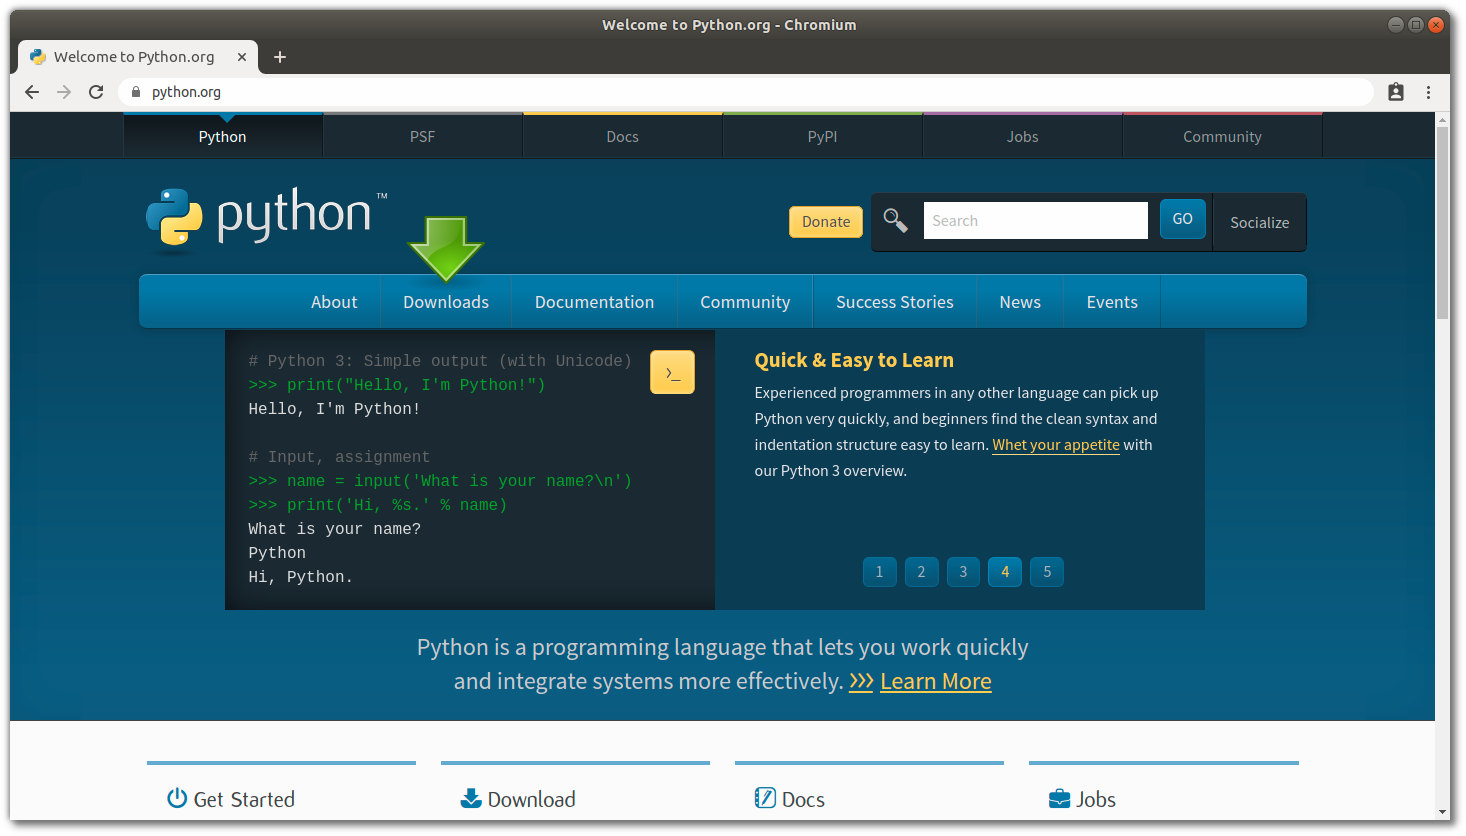 Welcome to Python.org - Chromium
Welcome to Python.org
python.org
Python PSF Docs PyPI Jobs Community
python™
Donate Search GO Socialize
About Downloads Documentation Community Success Stories News Events
# Python 3: Simple output (with Unicode)
>>> print("Hello, I'm Python!")
Hello, I'm Python!
# Input, assignment
>>> name = input('What is your name?\n')
>>> print('Hi, %s.' % name)
What is your name?
Python
Hi, Python.
>_
Quick & Easy to Learn
Experienced programmers in any other language can pick up
Python very quickly, and beginners find the clean syntax and
indentation structure easy to learn. Whet your appetite with
our Python 3 overview.
1 2 3 4 5
Python is a programming language that lets you work quickly
and integrate systems more effectively. >>> Learn More
Get Started Download Docs Jobs